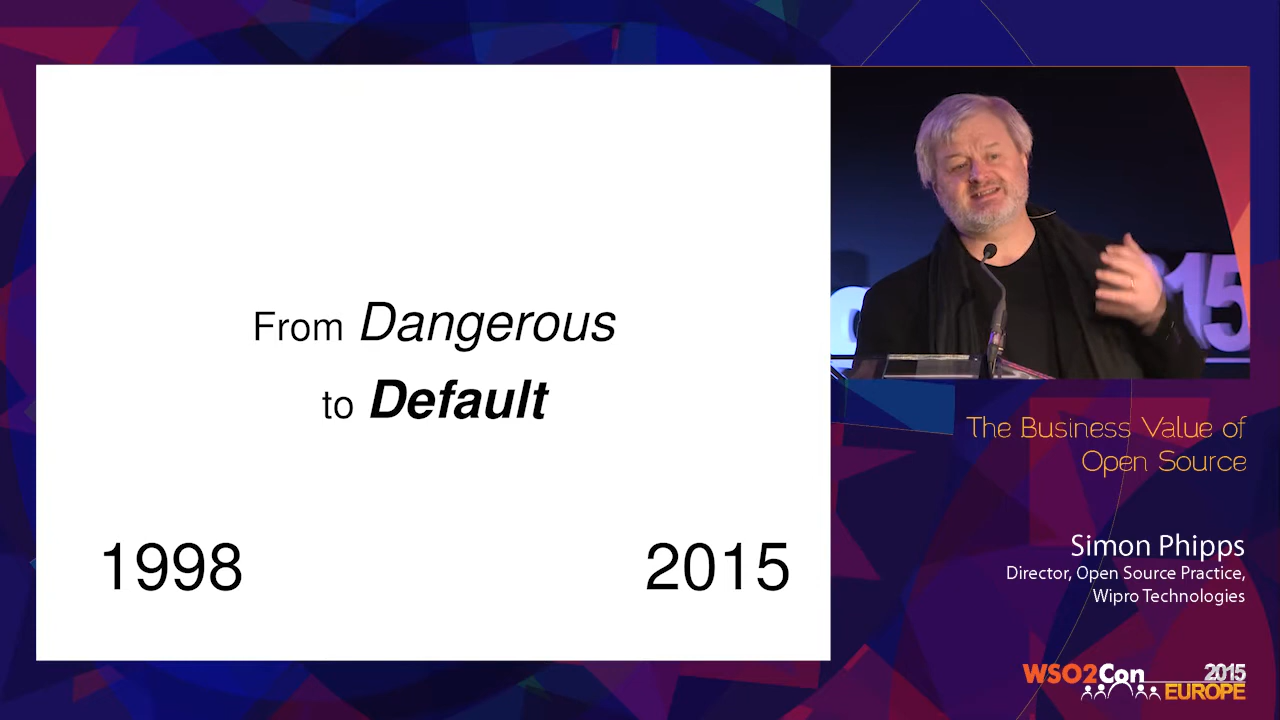 From Dangerous
to Default
1998
2015
15
The Business Value of
Open Source
Simon Phipps
Director, Open Source Practice,
Wipro Technologies
WSO2Con 2015
EUROPE